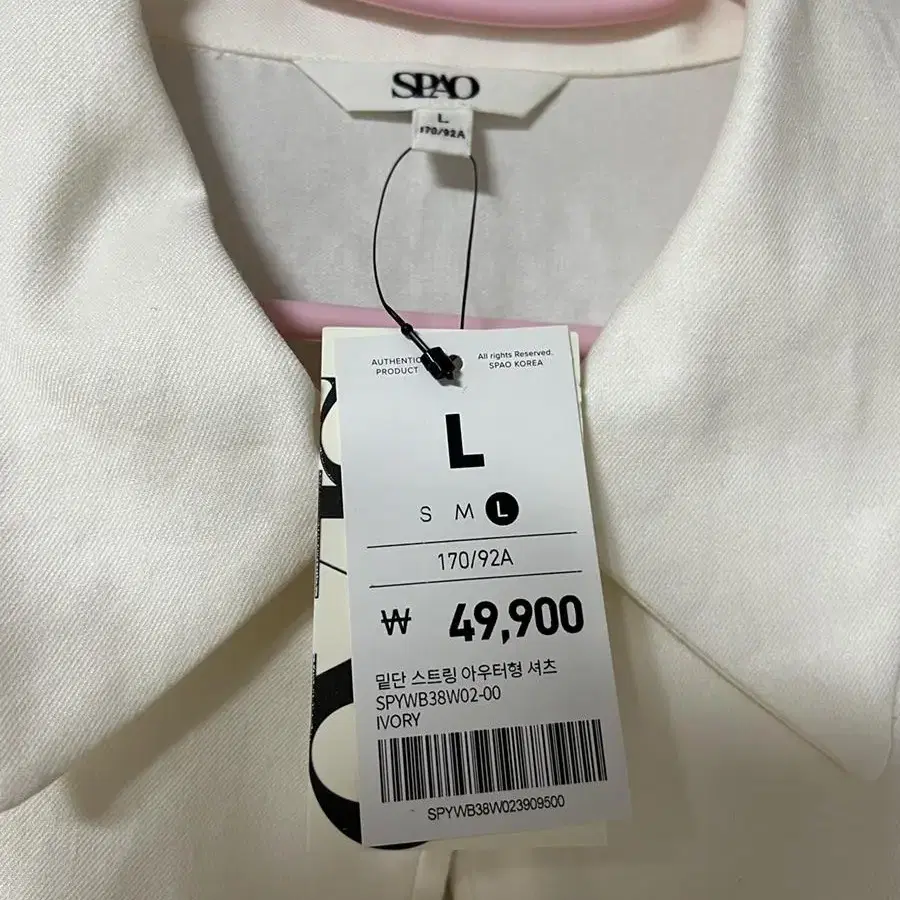 SPAO
L
170/92A
AUTHENTIC
PRODUCT
All rights Reserved.
SPAO KOREA
L
S M L
170/92A
₩ 49,900
밑단 스트링 아우터형 셔츠
SPYWB38W02-00
IVORY
SPYWB38W023909500